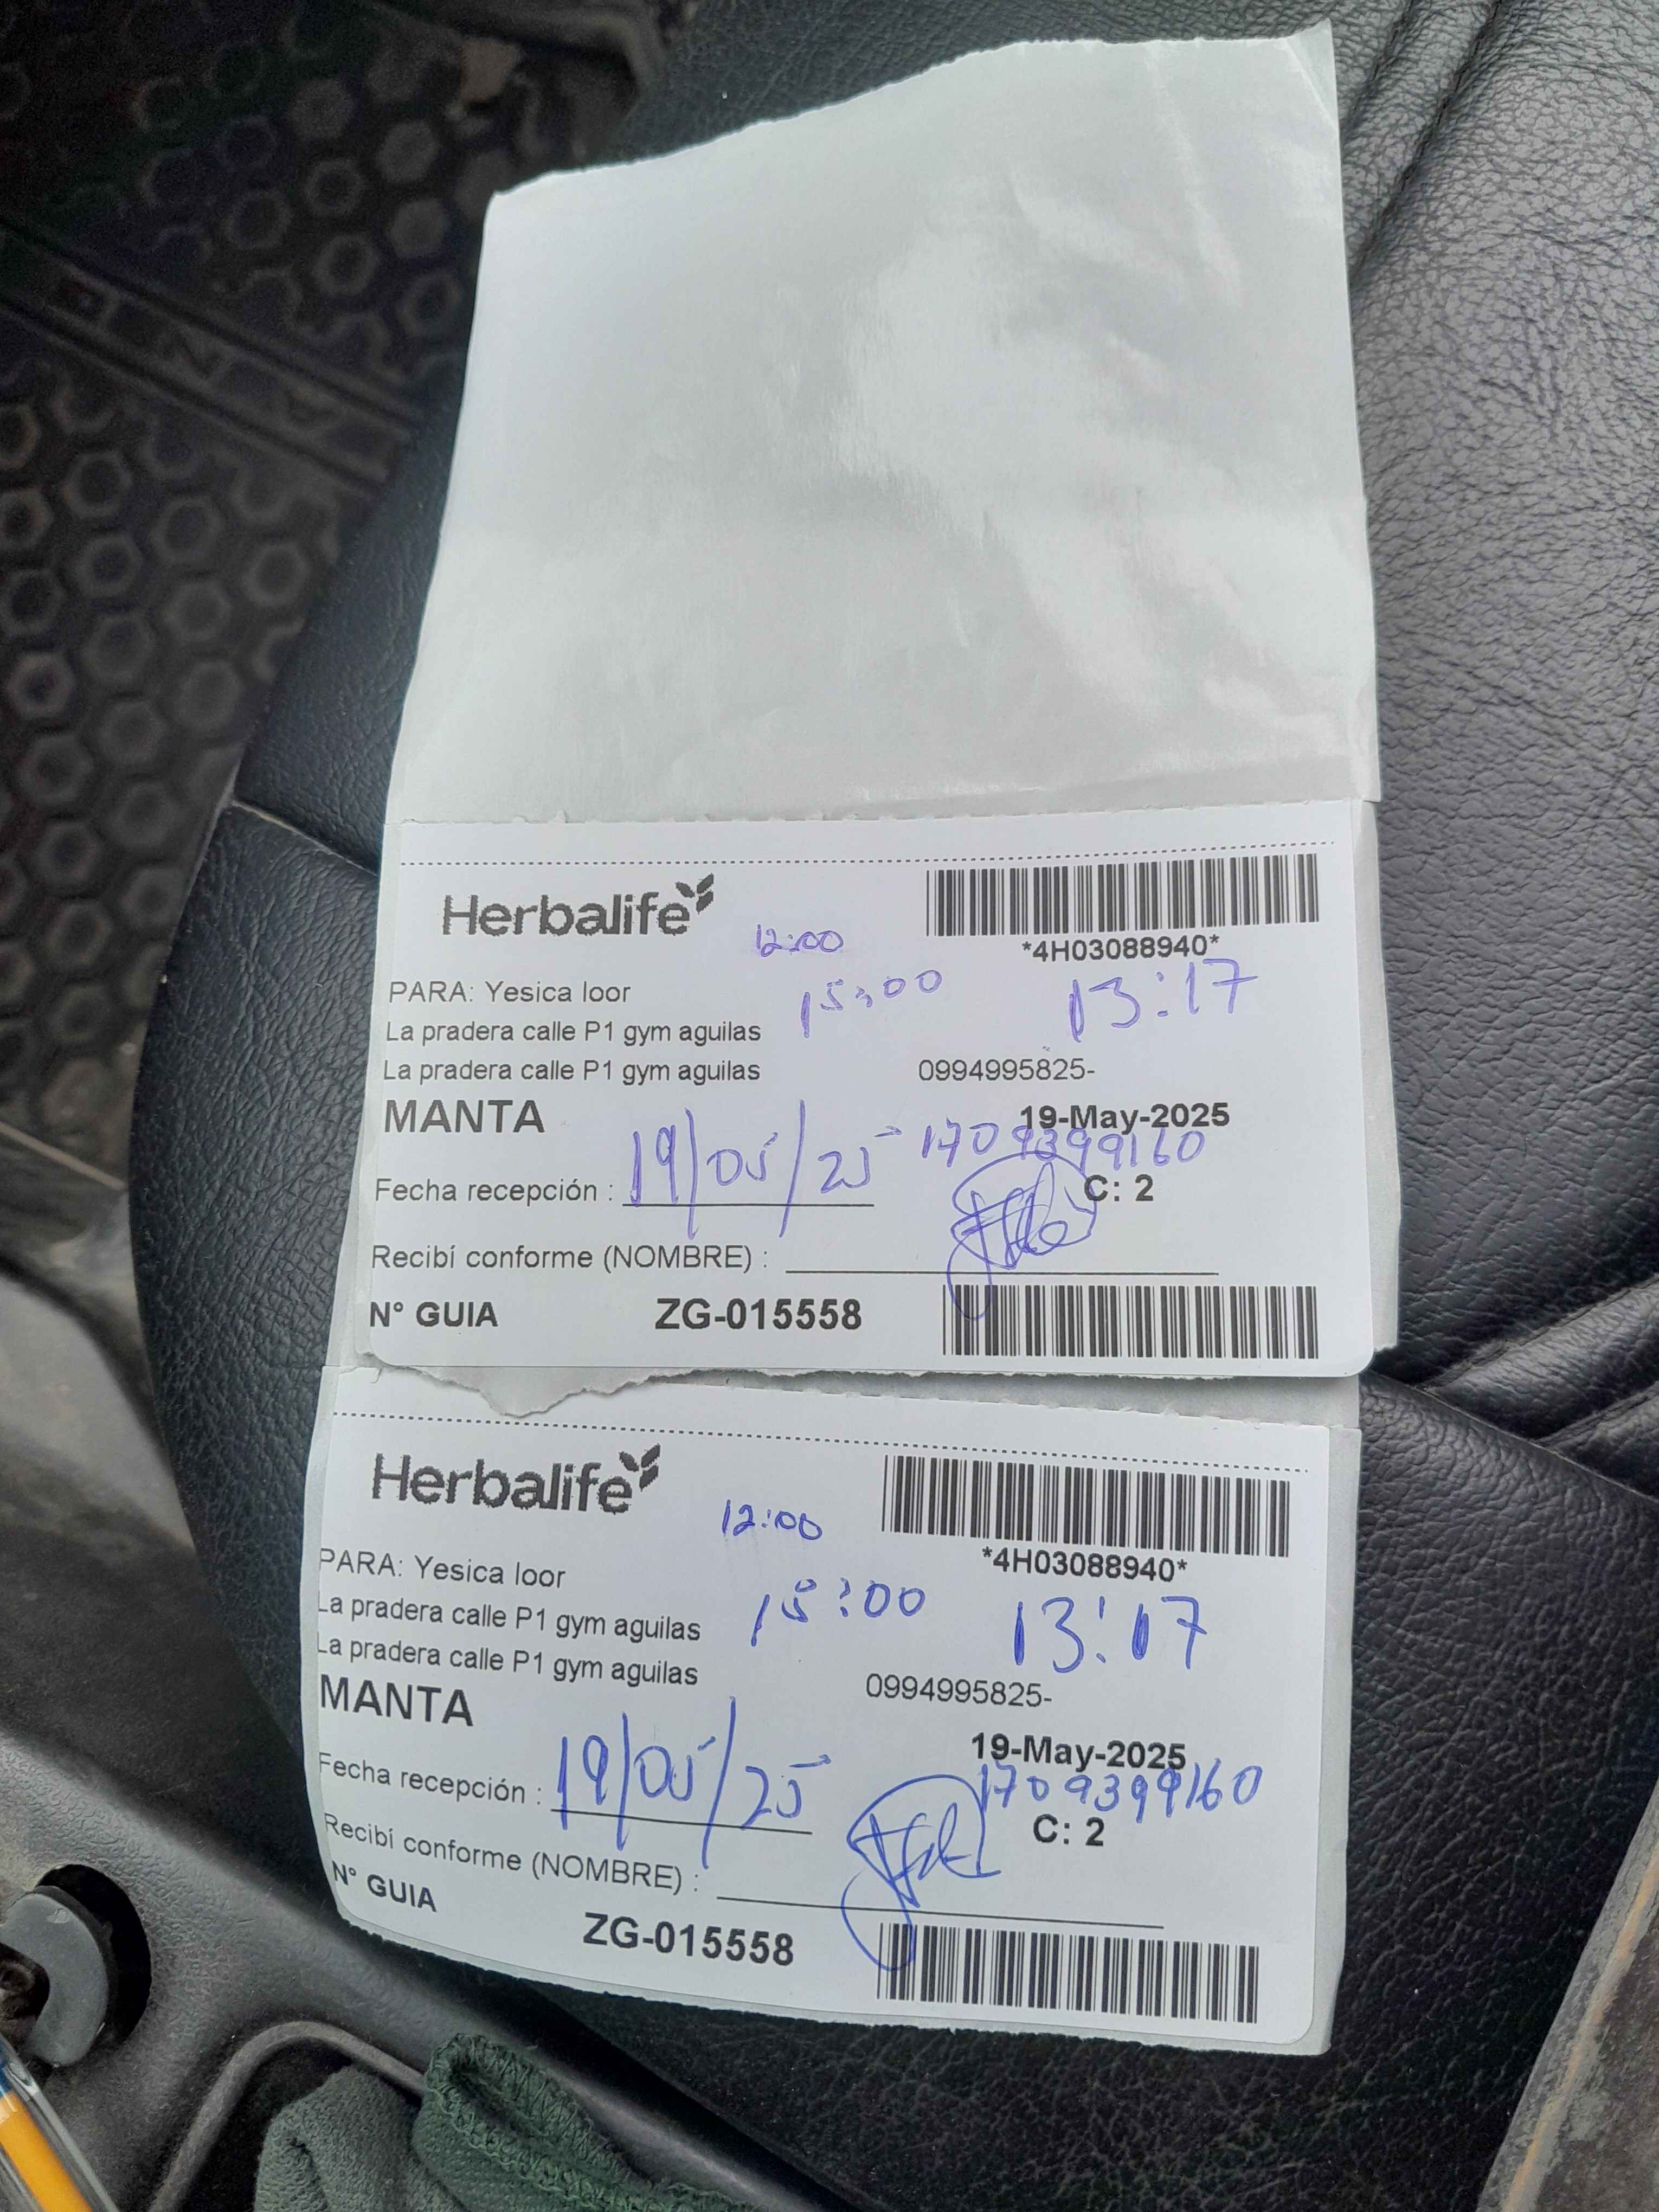 Herbalife
12:00
*4H03088940*
PARA: Yesica loor
15:00
13:17
La pradera calle P1 gym aguilas
La pradera calle P1 gym aguilas
0994995825-
MANTA
19-May-2025
1709399160
Fecha recepción : 19/05/25
C: 2
Recibí conforme (NOMBRE) :
N° GUIA ZG-015558
Herbalife
12:00
*4H03088940*
PARA: Yesica loor
15:00
13:17
La pradera calle P1 gym aguilas
La pradera calle P1 gym aguilas
0994995825-
MANTA
19-May-2025
1709399160
Fecha recepción : 19/05/25
C: 2
Recibí conforme (NOMBRE) :
N° GUIA
ZG-015558